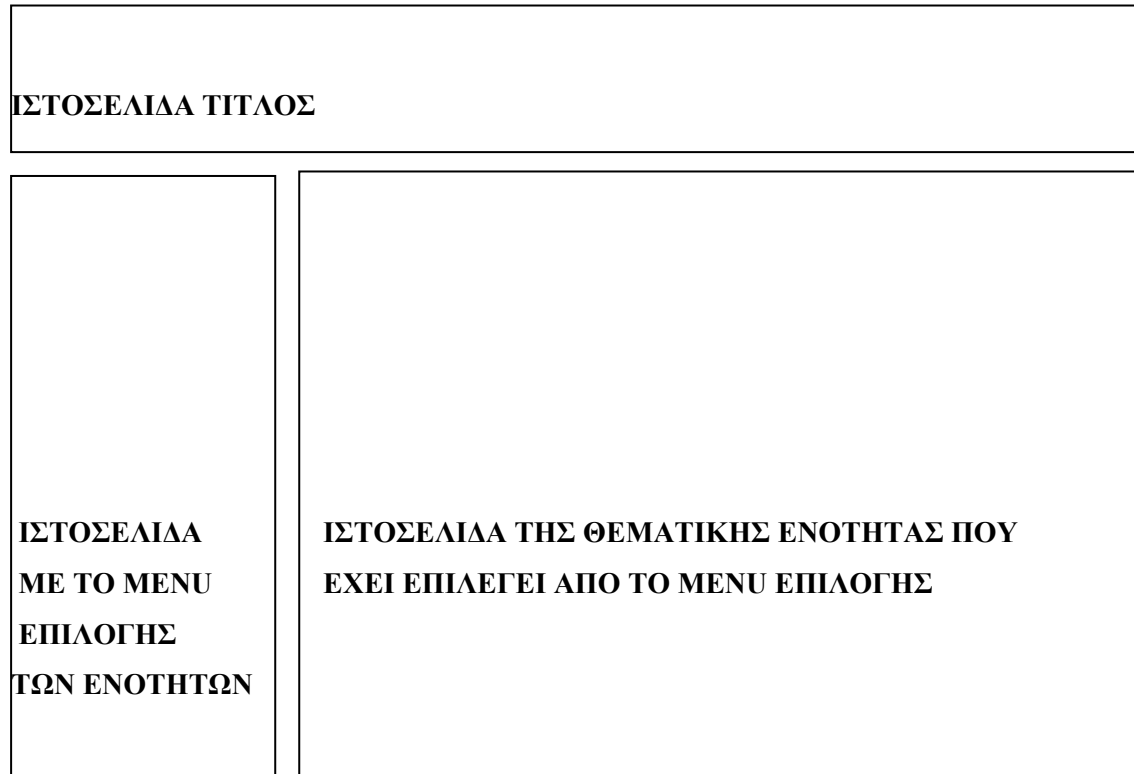 ΙΣΤΟΣΕΛΙΔΑ ΤΙΤΛΟΣ
ΙΣΤΟΣΕΛΙΔΑ
ΜΕ ΤΟ MENU
ΕΠΙΛΟΓΗΣ
ΤΩΝ ΕΝΟΤΗΤΩΝ
ΙΣΤΟΣΕΛΙΔΑ ΤΗΣ ΘΕΜΑΤΙΚΗΣ ΕΝΟΤΗΤΑΣ ΠΟΥ
ΕΧΕΙ ΕΠΙΛΕΓΕΙ ΑΠΟ ΤΟ MENU ΕΠΙΛΟΓΗΣ